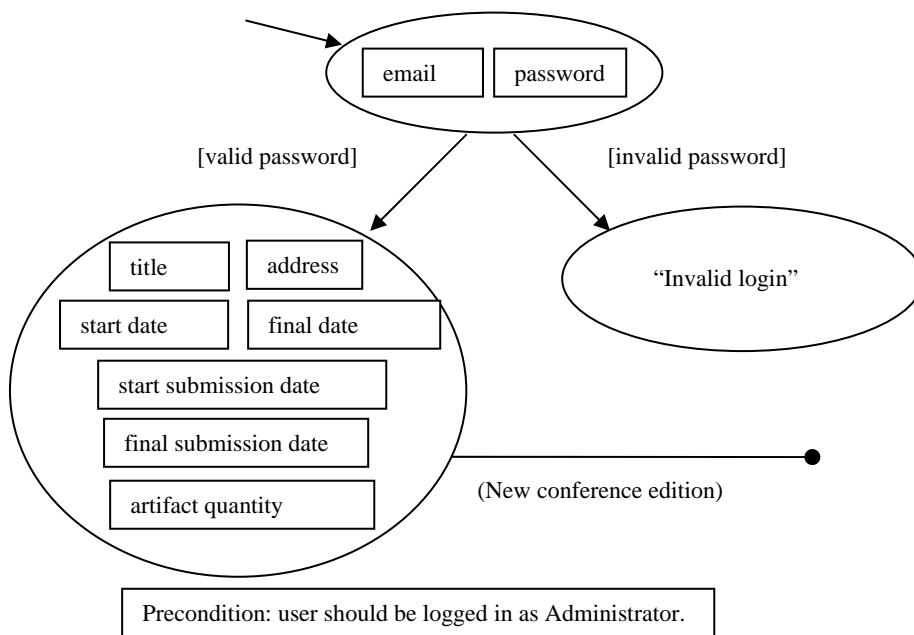 email password
[valid password] [invalid password]
title address
“Invalid login”
start date final date
start submission date
final submission date
(New conference edition)
artifact quantity
Precondition: user should be logged in as Administrator.